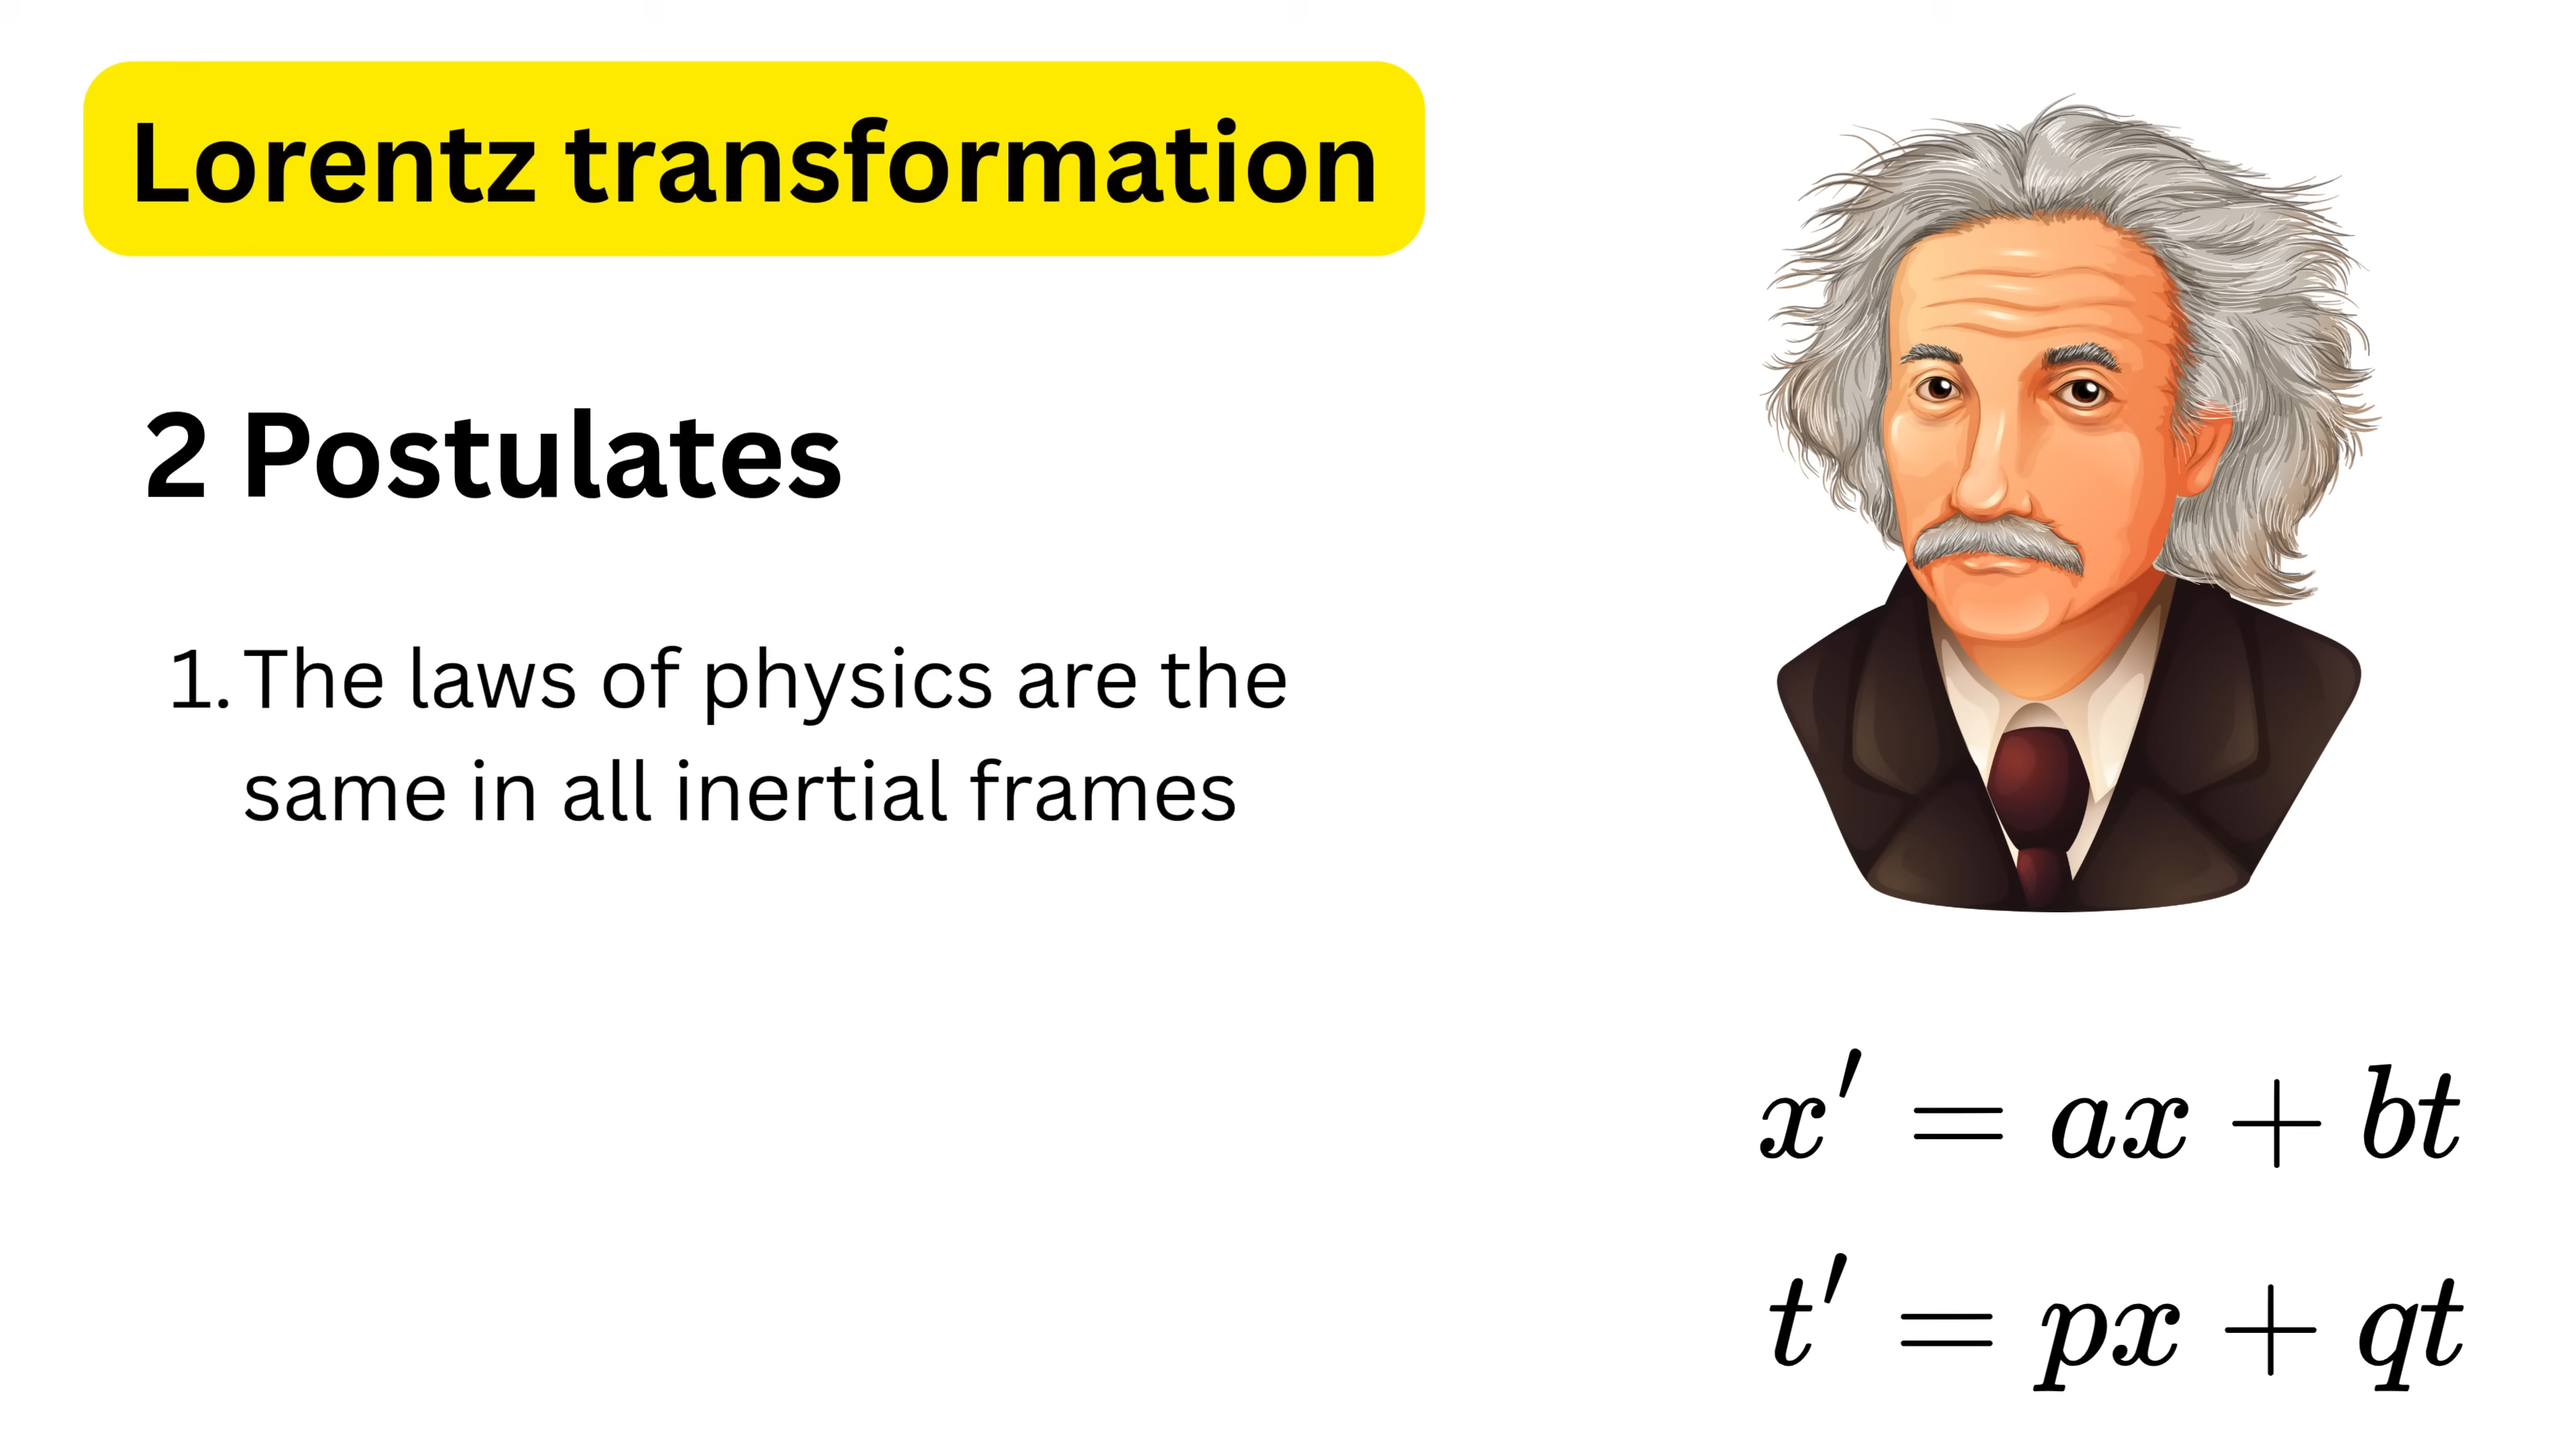 Lorentz transformation
2 Postulates
1. The laws of physics are the
same in all inertial frames
x′ = ax + bt
t′ = px + qt